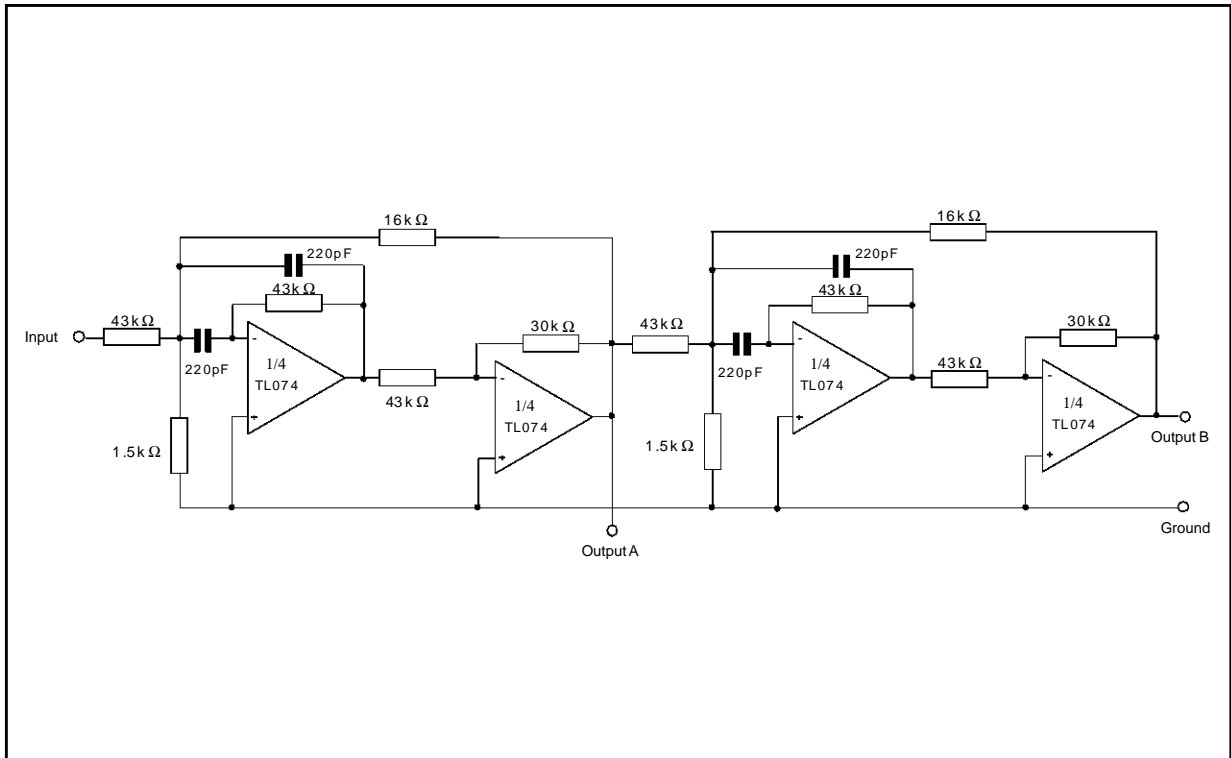 16kΩ
16kΩ
220pF
220pF
43kΩ
43kΩ
Input
43kΩ
30kΩ
43kΩ
30kΩ
220pF
-
1/4
TL074
+
43kΩ
-
1/4
TL074
+
220pF
-
1/4
TL074
+
43kΩ
-
1/4
TL074
+
1.5kΩ
1.5kΩ
Output B
Ground
Output A